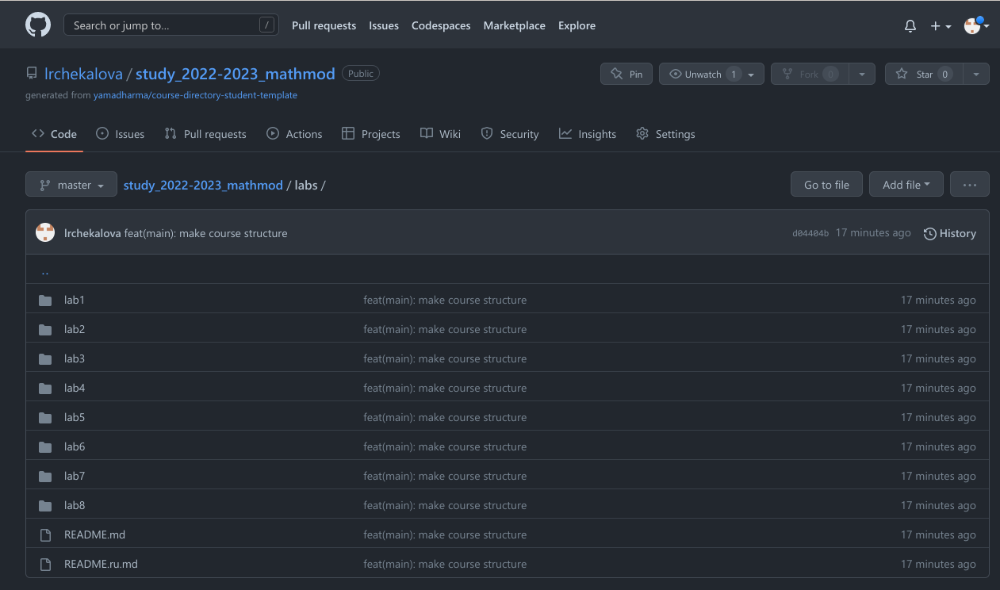 Search or jump to... / Pull requests Issues Codespaces Marketplace Explore
lrchekalova / study_2022-2023_mathmod Public Pin Unwatch 1 Fork 0 Star 0
generated from yamadharma/course-directory-student-template
Code Issues Pull requests Actions Projects Wiki Security Insights Settings
master study_2022-2023_mathmod / labs / Go to file Add file ...
lrchekalova feat(main): make course structure d04404b 17 minutes ago History
..
lab1 feat(main): make course structure 17 minutes ago
lab2 feat(main): make course structure 17 minutes ago
lab3 feat(main): make course structure 17 minutes ago
lab4 feat(main): make course structure 17 minutes ago
lab5 feat(main): make course structure 17 minutes ago
lab6 feat(main): make course structure 17 minutes ago
lab7 feat(main): make course structure 17 minutes ago
lab8 feat(main): make course structure 17 minutes ago
README.md feat(main): make course structure 17 minutes ago
README.ru.md feat(main): make course structure 17 minutes ago